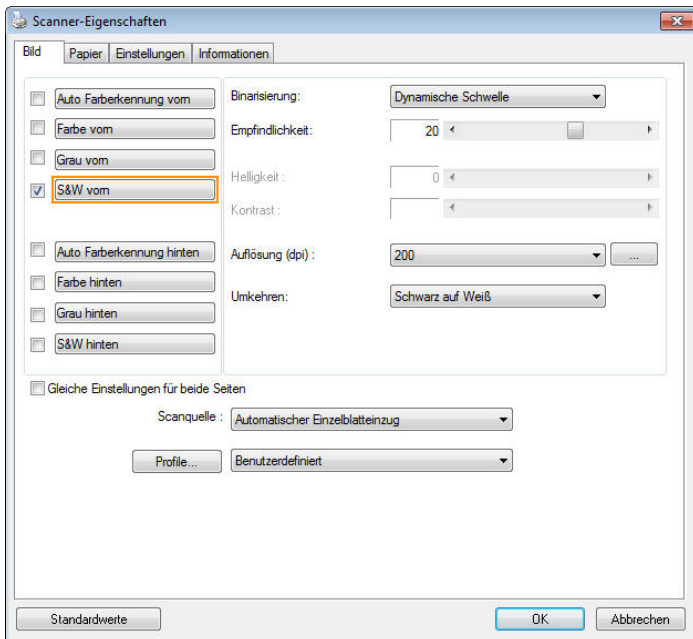 Scanner-Eigenschaften
Bild Papier Einstellungen Informationen
Auto Farberkennung vorn
Farbe vorn
Grau vorn
S&W vorn
Auto Farberkennung hinten
Farbe hinten
Grau hinten
S&W hinten
Binarisierung: Dynamische Schwelle
Empfindlichkeit: 20
Helligkeit : 0
Kontrast :
Auflösung (dpi) : 200 ...
Umkehren: Schwarz auf Weiß
Gleiche Einstellungen für beide Seiten
Scanquelle : Automatischer Einzelblatteinzug
Profile... Benutzerdefiniert
Standardwerte OK Abbrechen